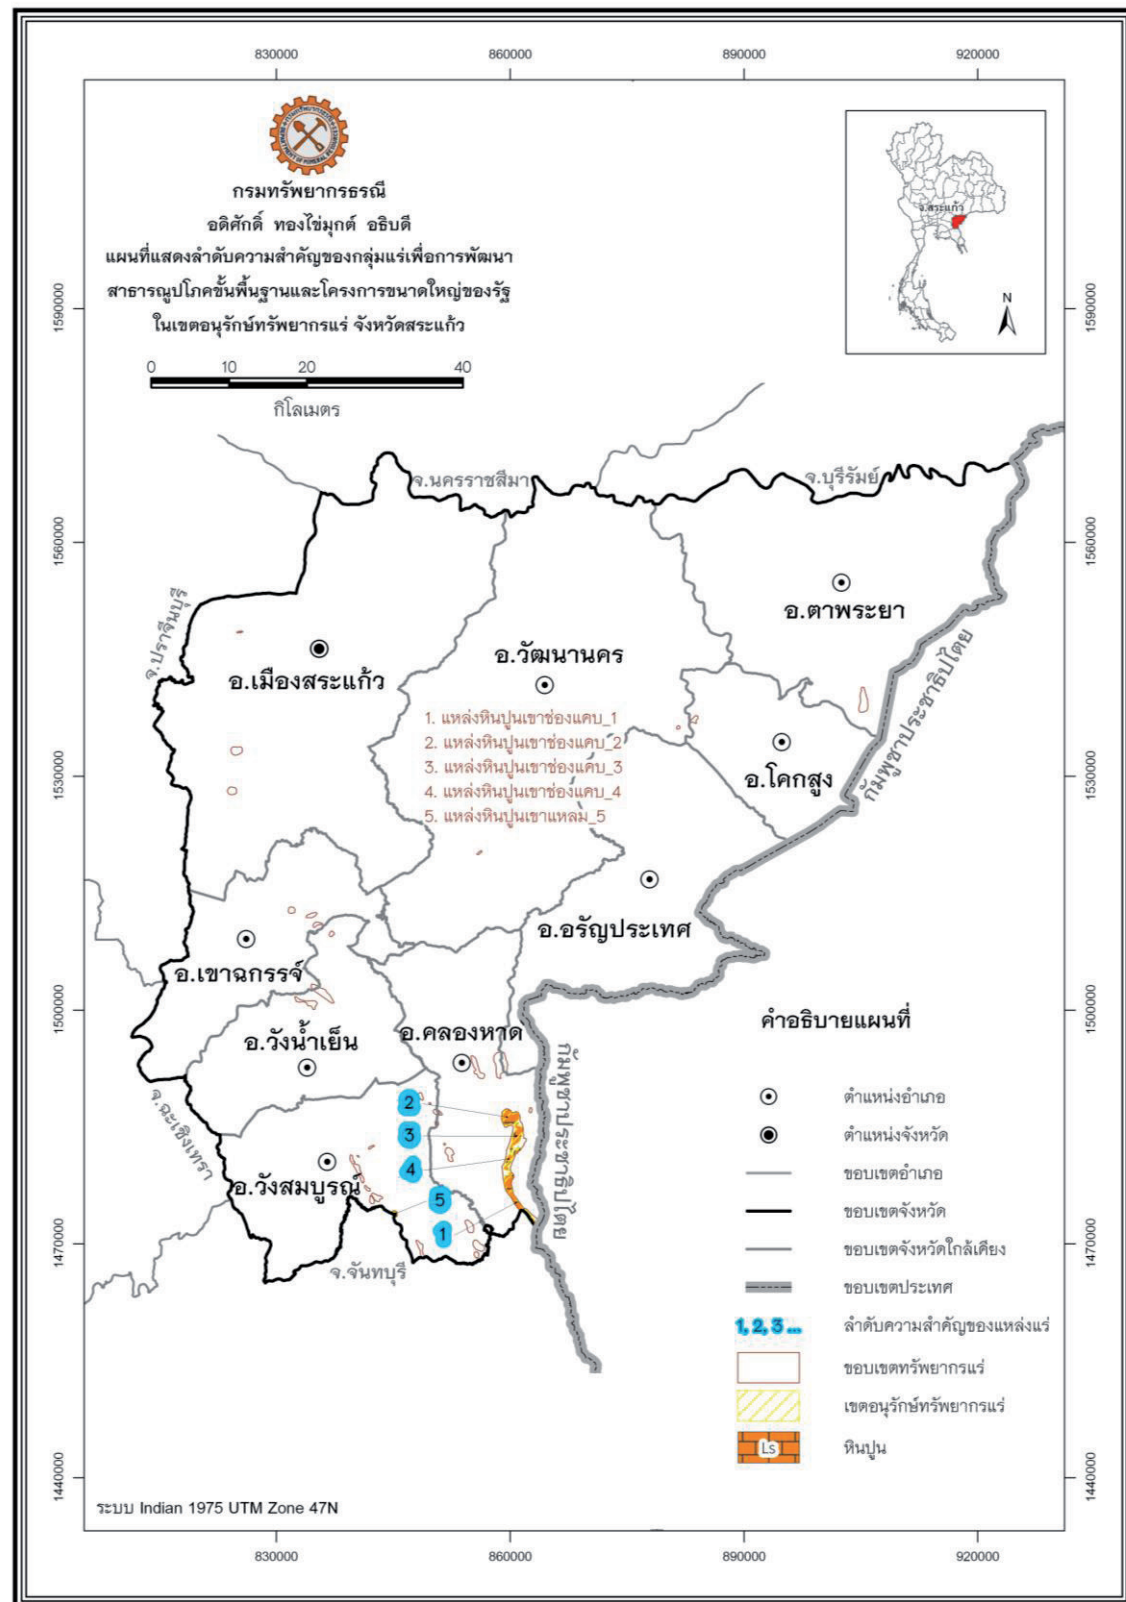 830000 860000 890000 920000
กรมทรัพยากรธรณี
อดิศักดิ์ ทองไข่มุกต์ อธิบดี
แผนที่แสดงลำดับความสำคัญของกลุ่มแร่เพื่อการพัฒนา
สาธารณูปโภคขั้นพื้นฐานและโครงการขนาดใหญ่ของรัฐ
ในเขตอนุรักษ์ทรัพยากรแร่ จังหวัดสระแก้ว
0 10 20 40
กิโลเมตร
จ.สระแก้ว
N
1590000 1590000
จ.นครราชสีมา
จ.บุรีรัมย์
1560000 1560000
จ.ปราจีนบุรี
อ.ตาพระยา
อ.วัฒนานคร
อ.เมืองสระแก้ว
กัมพูชาประชาธิปไตย
1. แหล่งหินปูนเขาช่องแคบ_1
2. แหล่งหินปูนเขาช่องแคบ_2
3. แหล่งหินปูนเขาช่องแคบ_3
4. แหล่งหินปูนเขาช่องแคบ_4
5. แหล่งหินปูนเขาแหลม_5
อ.โคกสูง
1530000 1530000
อ.อรัญประเทศ
อ.เขาฉกรรจ์
1500000 1500000
อ.คลองหาด
อ.วังน้ำเย็น
กัมพูชาประชาธิปไตย
จ.ฉะเชิงเทรา
2
3
4
5
1
อ.วังสมบูรณ์
จ.จันทบุรี
1470000 1470000
คำอธิบายแผนที่
ตำแหน่งอำเภอ
ตำแหน่งจังหวัด
ขอบเขตอำเภอ
ขอบเขตจังหวัด
ขอบเขตจังหวัดใกล้เคียง
ขอบเขตประเทศ
1, 2, 3 ... ลำดับความสำคัญของแหล่งแร่
ขอบเขตทรัพยากรแร่
เขตอนุรักษ์ทรัพยากรแร่
Ls หินปูน
1440000 1440000
ระบบ Indian 1975 UTM Zone 47N
830000 860000 890000 920000